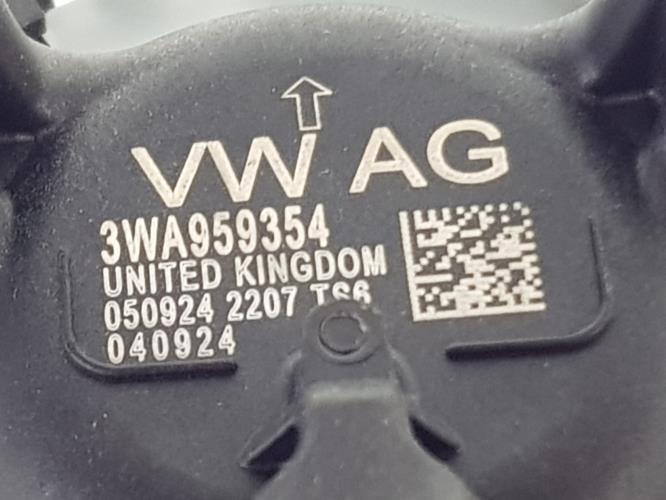 VW AG
3WA959354
UNITED KINGDOM
050924 2207 TS6
040924